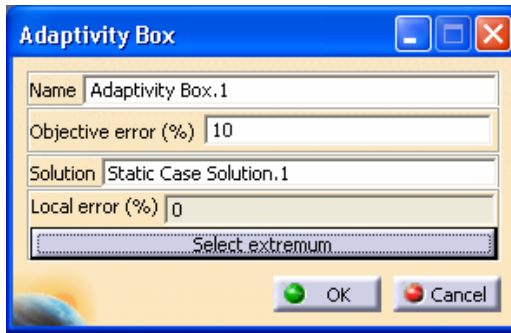 Adaptivity Box
Name Adaptivity Box.1
Objective error (%) 10
Solution Static Case Solution.1
Local error (%) 0
Select extremum
OK Cancel